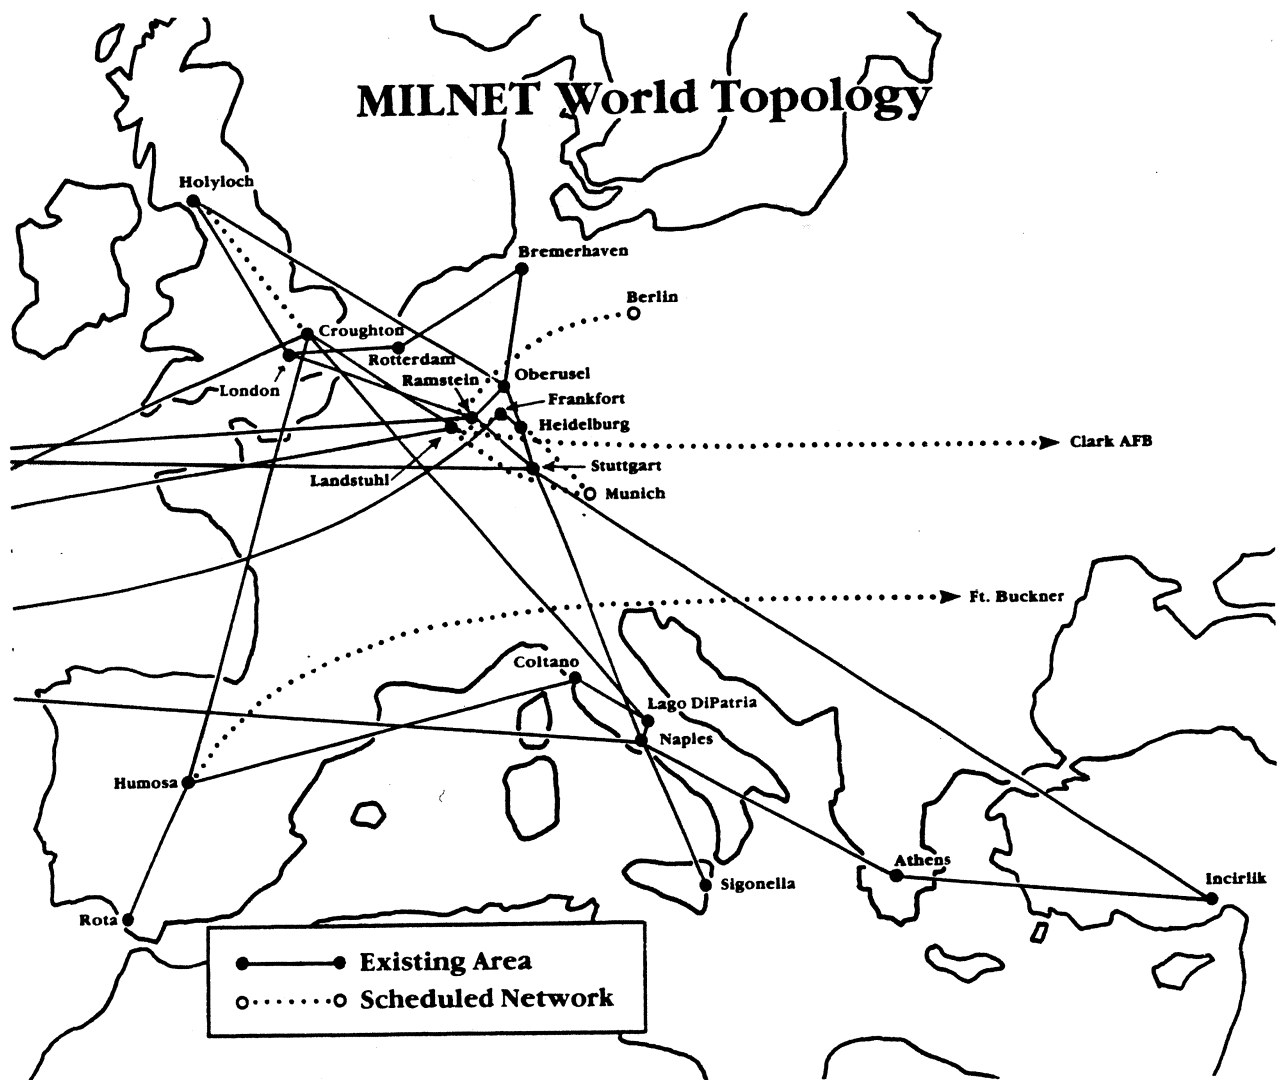 MILNET World Topology
Holyloch
Bremerhaven
Berlin
Croughton
Rotterdam
Ramstein
Oberusel
London
Frankfort
Heidelburg
Clark AFB
Stuttgart
Landstuhl
Munich
Ft. Buckner
Coltano
Lago DiPatria
Naples
Humosa
Athens
Incirlik
Sigonella
Rota
Existing Area
Scheduled Network